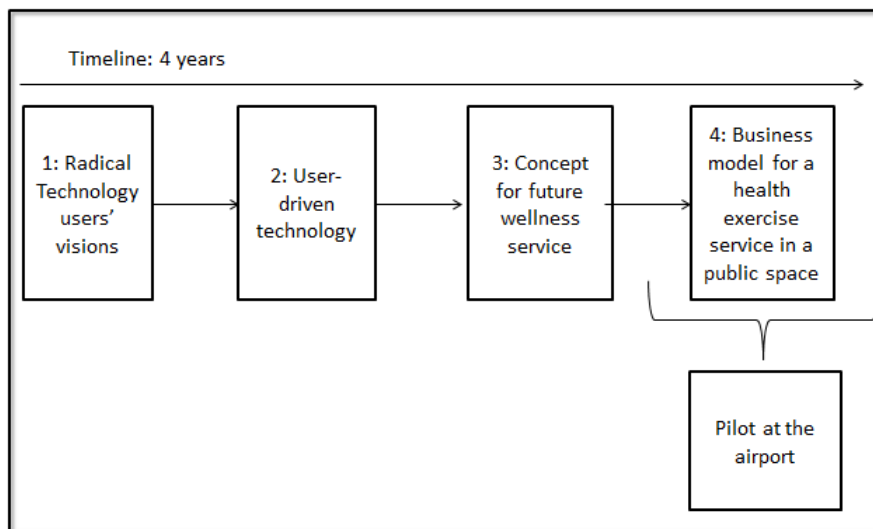 Timeline: 4 years
1: Radical
Technology
users’
visions
2: User-
driven
technology
3: Concept
for future
wellness
service
4: Business
model for a
health
exercise
service in a
public space
Pilot at the
airport